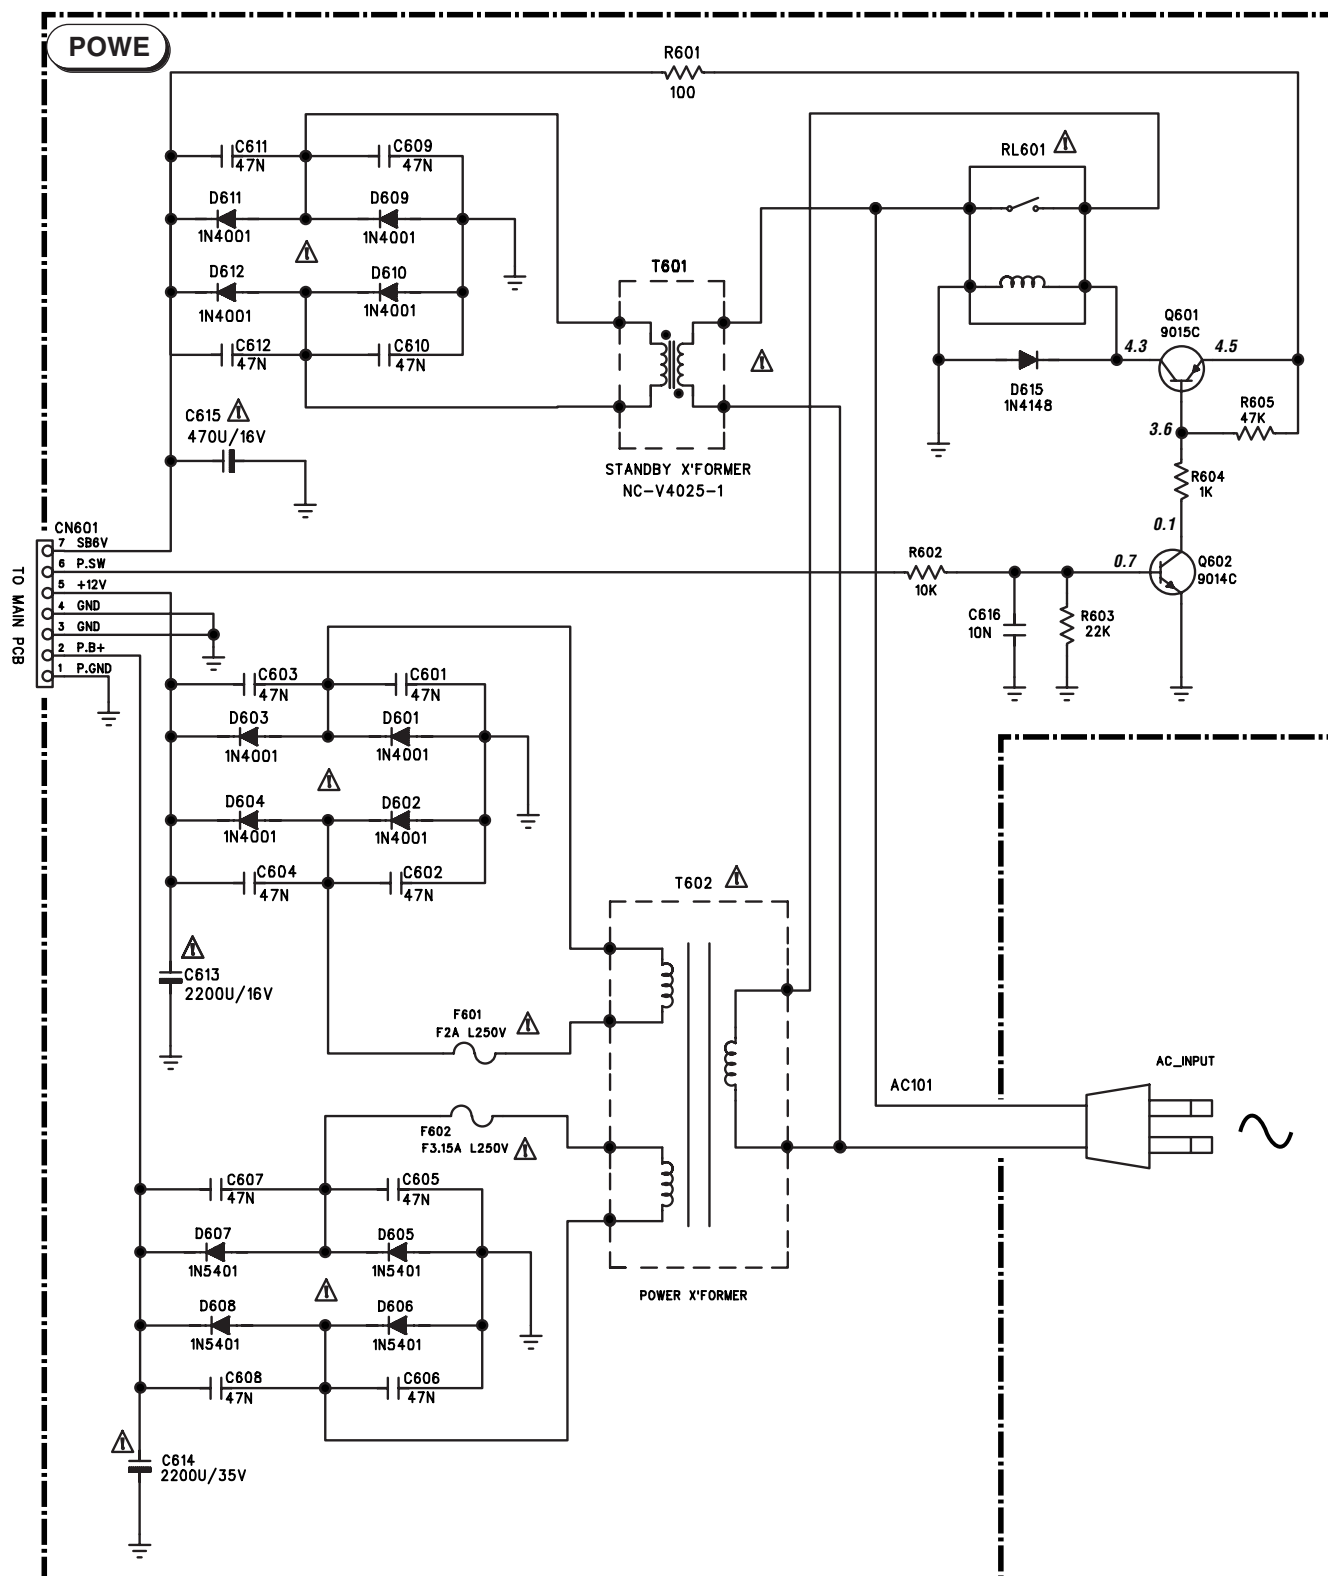 POWE
R601
100
C611
47N
C609
47N
RL601
D611
1N4001
D609
1N4001
D612
1N4001
D610
1N4001
T601
Q601
9015C
4.3
4.5
C612
47N
C610
47N
D615
1N4148
R605
47K
3.6
C615
470U/16V
STANDBY X'FORMER
NC-V4025-1
R604
1K
0.1
CN601
7 SB6V
6 P.SW
5 +12V
4 GND
3 GND
2 P.B+
1 P.GND
TO MAIN PCB
R602
10K
0.7
Q602
9014C
C616
10N
R603
22K
C603
47N
C601
47N
D603
1N4001
D601
1N4001
D604
1N4001
D602
1N4001
C604
47N
C602
47N
T602
C613
2200U/16V
F601
F2A L250V
AC_INPUT
AC101
F602
F3.15A L250V
C607
47N
C605
47N
D607
1N5401
D605
1N5401
D608
1N5401
D606
1N5401
POWER X'FORMER
C608
47N
C606
47N
C614
2200U/35V